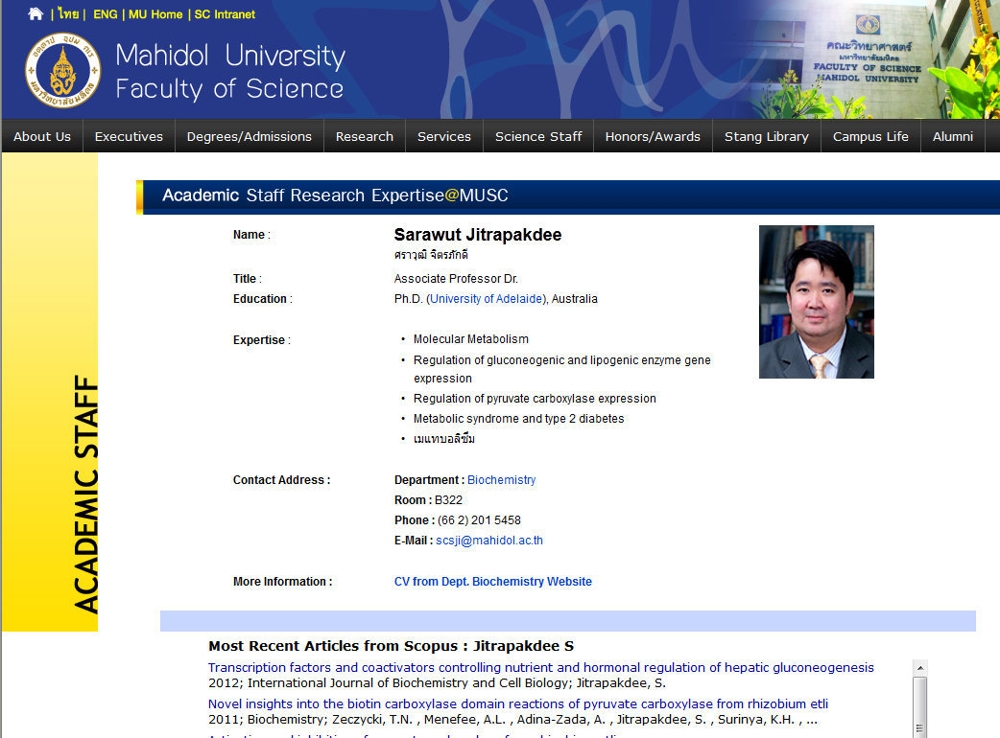 | ไทย | ENG | MU Home | SC Intranet
Mahidol University
Faculty of Science
คณะวิทยาศาสตร์
มหาวิทยาลัยมหิดล
FACULTY OF SCIENCE
MAHIDOL UNIVERSITY
About Us Executives Degrees/Admissions Research Services Science Staff Honors/Awards Stang Library Campus Life Alumni
ACADEMIC STAFF
Academic Staff Research Expertise@MUSC
Name : Sarawut Jitrapakdee
ศราวุฒิ จิตรภักดี
Title : Associate Professor Dr.
Education : Ph.D. (University of Adelaide), Australia
Expertise : • Molecular Metabolism
• Regulation of gluconeogenic and lipogenic enzyme gene
expression
• Regulation of pyruvate carboxylase expression
• Metabolic syndrome and type 2 diabetes
• เมแทบอลิซึ่ม
Contact Address : Department : Biochemistry
Room : B322
Phone : (66 2) 201 5458
E-Mail : scsji@mahidol.ac.th
More Information : CV from Dept. Biochemistry Website
Most Recent Articles from Scopus : Jitrapakdee S
Transcription factors and coactivators controlling nutrient and hormonal regulation of hepatic gluconeogenesis
2012; International Journal of Biochemistry and Cell Biology; Jitrapakdee, S.
Novel insights into the biotin carboxylase domain reactions of pyruvate carboxylase from rhizobium etli
2011; Biochemistry; Zeczycki, T.N. , Menefee, A.L. , Adina-Zada, A. , Jitrapakdee, S. , Surinya, K.H. , ...